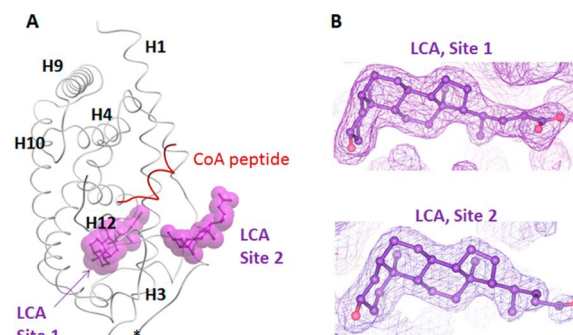 A
B
H1
H9
H4
H10
CoA peptide
H12
LCA
Site 2
H3
LCA
Site 1
*
LCA, Site 1
LCA, Site 2